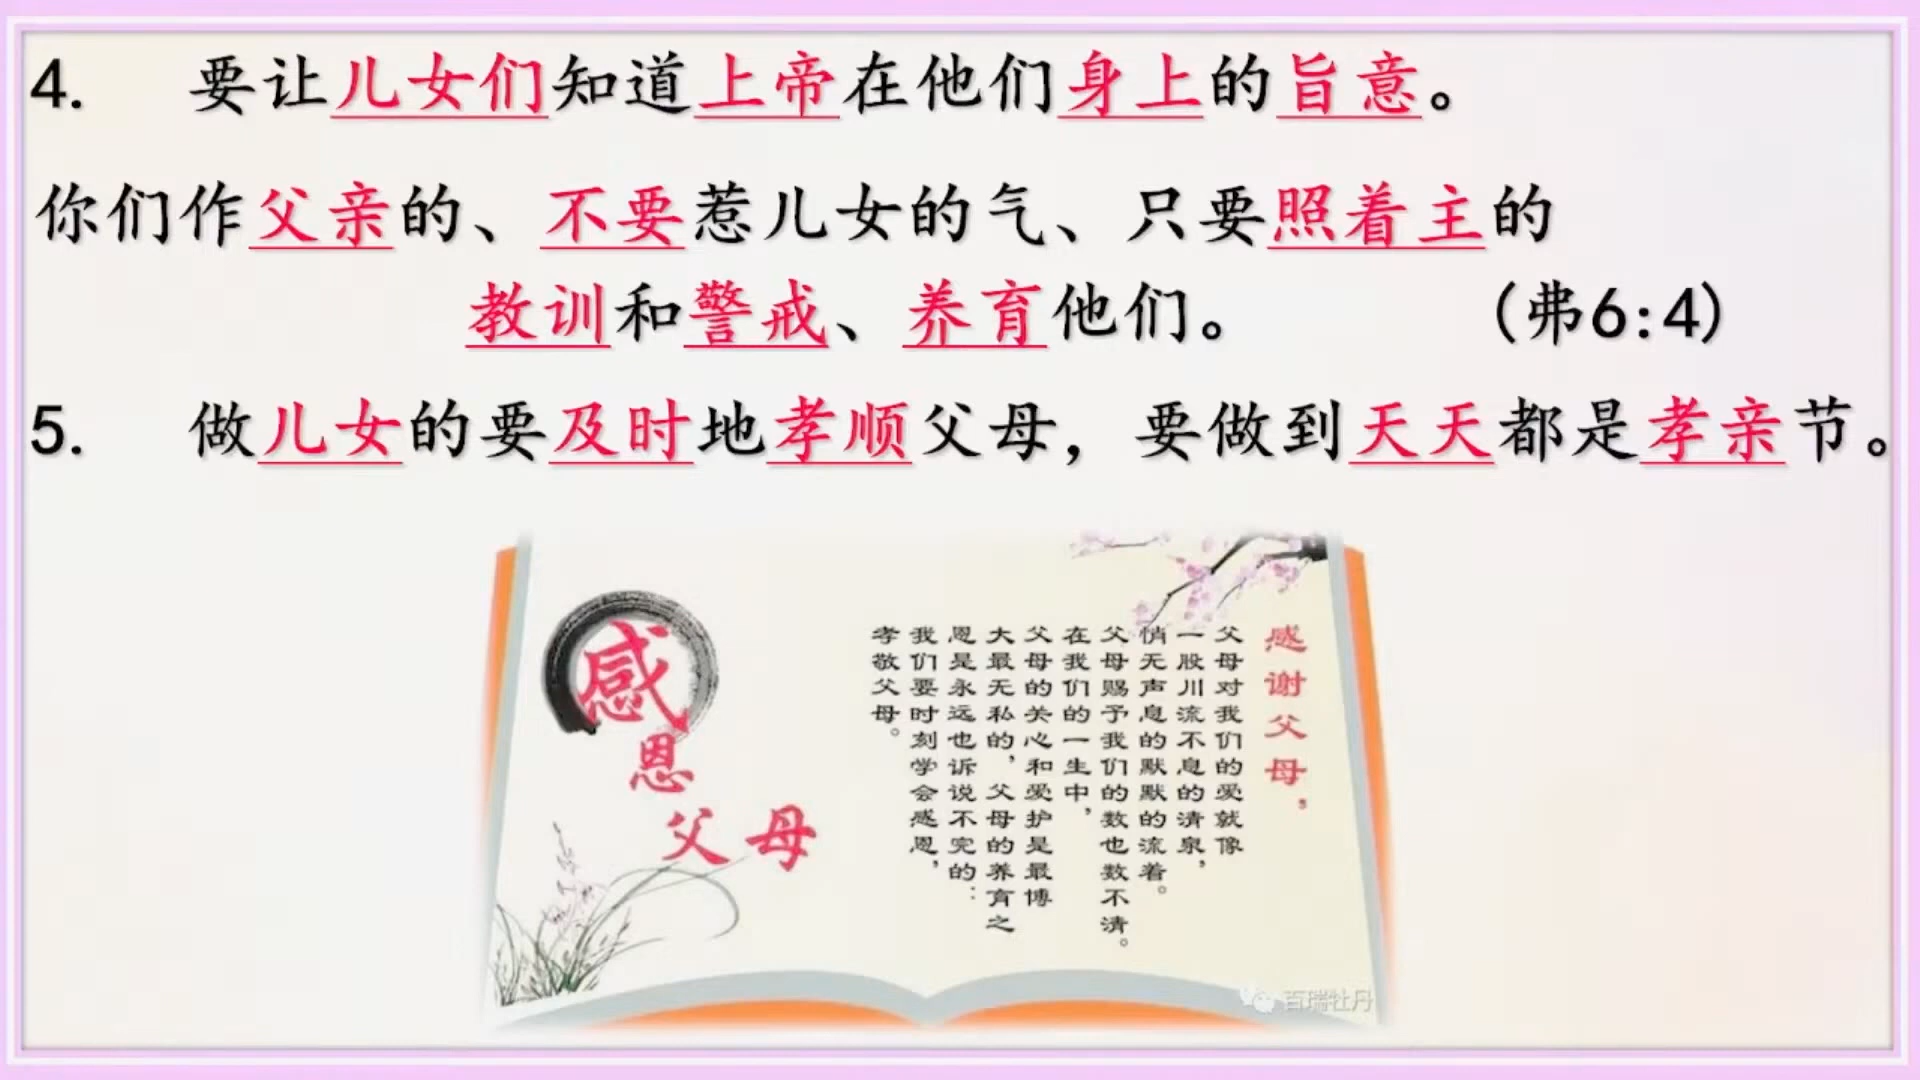 4. 要让儿女们知道上帝在他们身上的旨意。
你们作父亲的、不要惹儿女的气、只要照着主的
教训和警戒、养育他们。 (弗6:4)
5. 做儿女的要及时地孝顺父母，要做到天天都是孝亲节。
感恩父母
感谢父母，
父母对我们的爱就像
一股川流不息的清泉，
悄无声息的默默的流着。
父母赐予我们的数也数不清。
在我们的一生中，
父母的关心和爱护是最博
大最无私的，父母的养育之
恩是永远也诉说不完的：
我们要时刻学会感恩，
孝敬父母。
百瑞牡丹